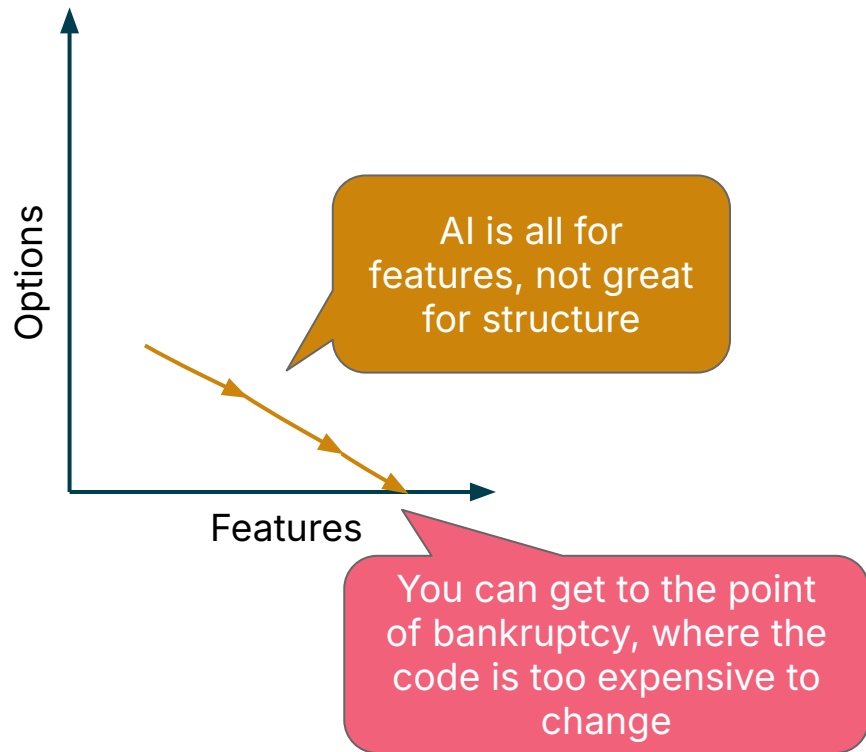 Options
AI is all for
features, not great
for structure
Features
You can get to the point
of bankruptcy, where the
code is too expensive to
change